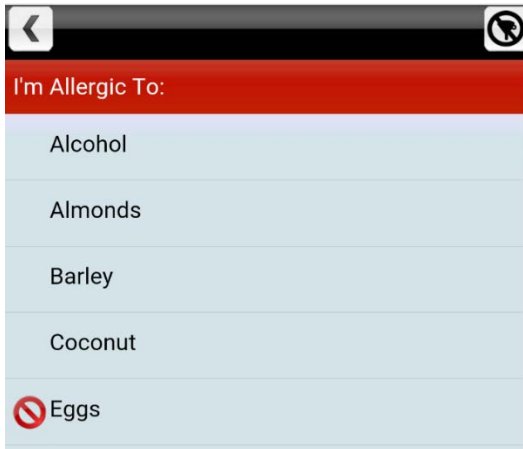 I'm Allergic To:
Alcohol
Almonds
Barley
Coconut
Eggs